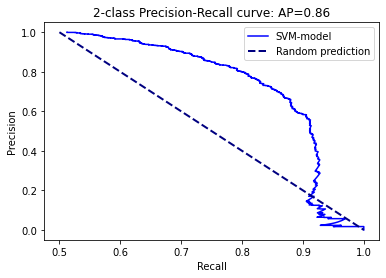 2-class Precision-Recall curve: AP=0.86
SVM-model
Random prediction
Precision
1.0
0.8
0.6
0.4
0.2
0.0
0.5 0.6 0.7 0.8 0.9 1.0
Recall